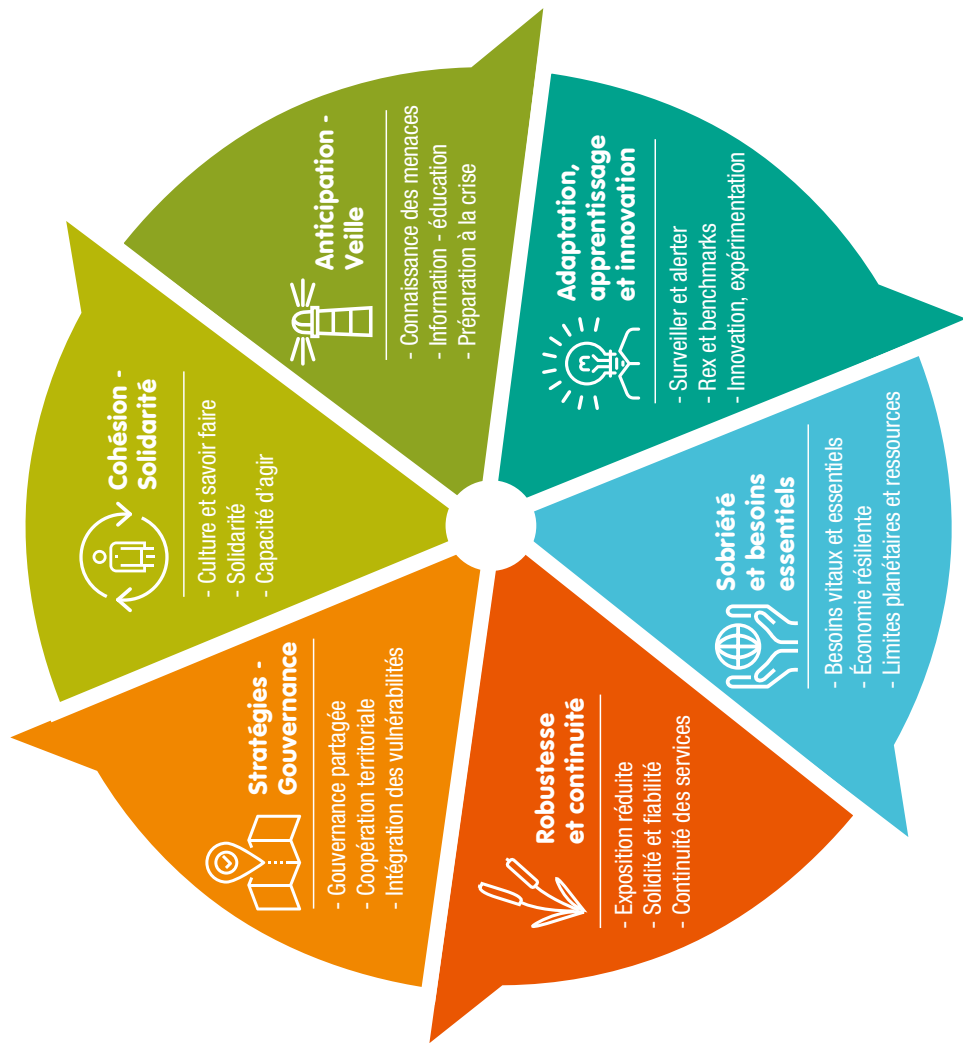 Stratégies -
Gouvernance
- Gouvernance partagée
- Coopération territoriale
- Intégration des vulnérabilités
Cohésion -
Solidarité
- Culture et savoir faire
- Solidarité
- Capacité d'agir
Anticipation -
Veille
- Connaissance des menaces
- Information - éducation
- Préparation à la crise
Adaptation,
apprentissage
et innovation
- Surveiller et alerter
- Rex et benchmarks
- Innovation, expérimentation
Sobriété
et besoins
essentiels
- Besoins vitaux et essentiels
- Économie résiliente
- Limites planétaires et ressources
Robustesse
et continuité
- Exposition réduite
- Solidité et fiabilité
- Continuité des services